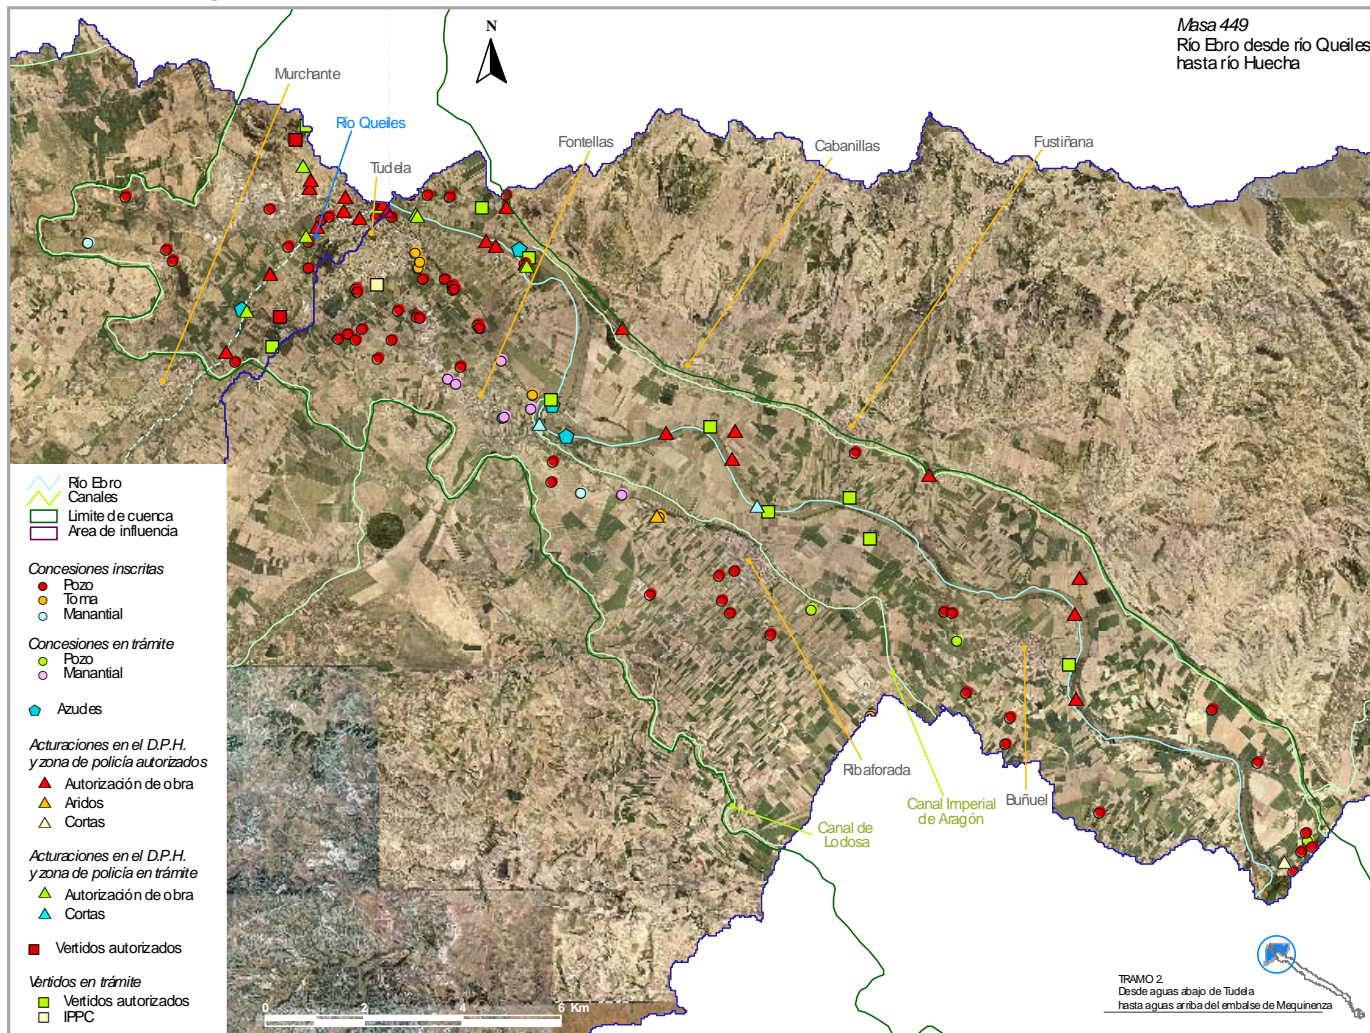 Masa 449
Río Ebro desde río Queiles
hasta río Huecha
N
Murchante
Río Queiles
Tudela
Fontellas
Cabanillas
Fustiñana
Río Ebro
Canales
Limite de cuenca
Area de influencia
Concesiones inscritas
Pozo
Toma
Manantial
Concesiones en trámite
Pozo
Manantial
Azudes
Acturaciones en el D.P.H.
y zona de policía autorizados
Autorización de obra
Aridos
Cortas
Acturaciones en el D.P.H.
y zona de policía en trámite
Autorización de obra
Cortas
Vertidos autorizados
Vertidos en trámite
Vertidos autorizados
IPPC
0 2 4 6 Km
Ribaforada
Canal Imperial
de Aragón
Buñuel
Canal de
Lodosa
TRAMO 2
Desde aguas abajo de Tudela
hasta aguas arriba del embalse de Mequinenza